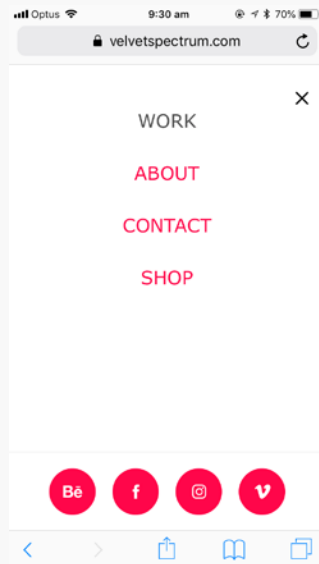 Optus 9:30 am 70%
velvetspectrum.com
WORK
ABOUT
CONTACT
SHOP
Bē f